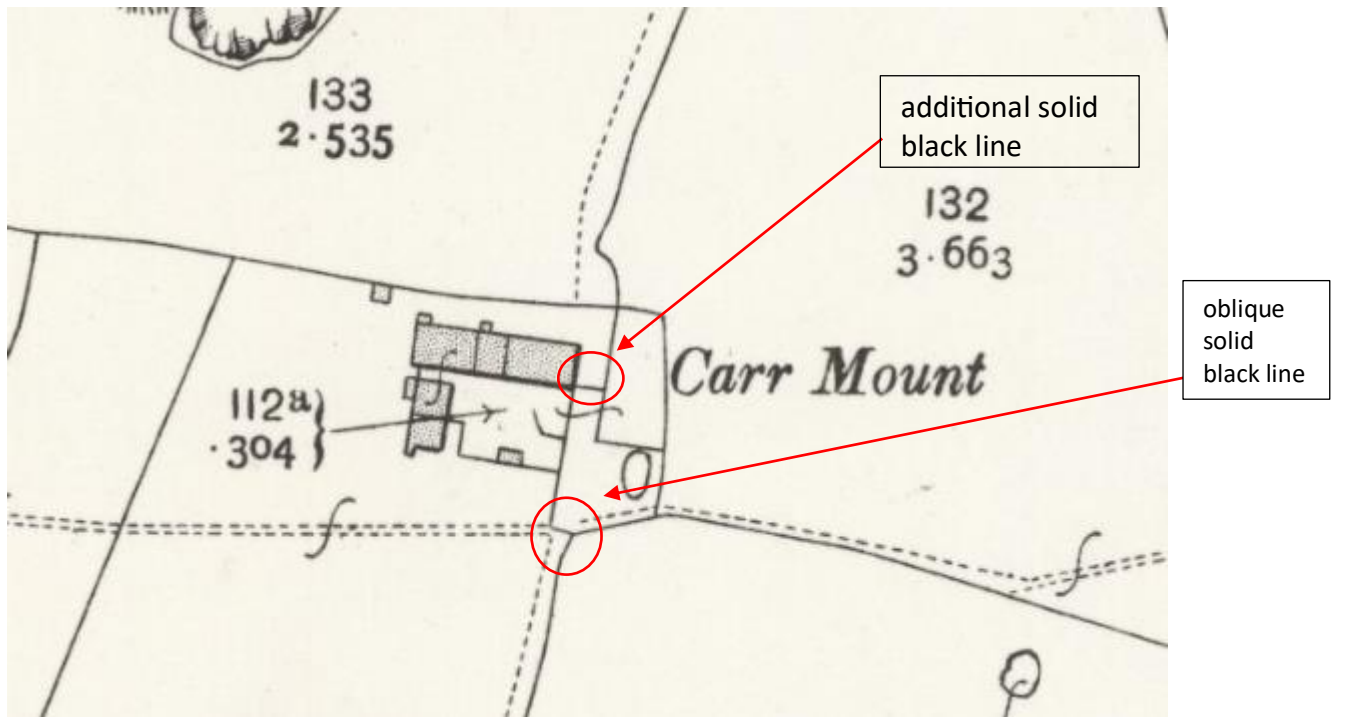 133
2·535
additional solid
black line
132
3·663
oblique
solid
black line
Carr Mount
112a
·304